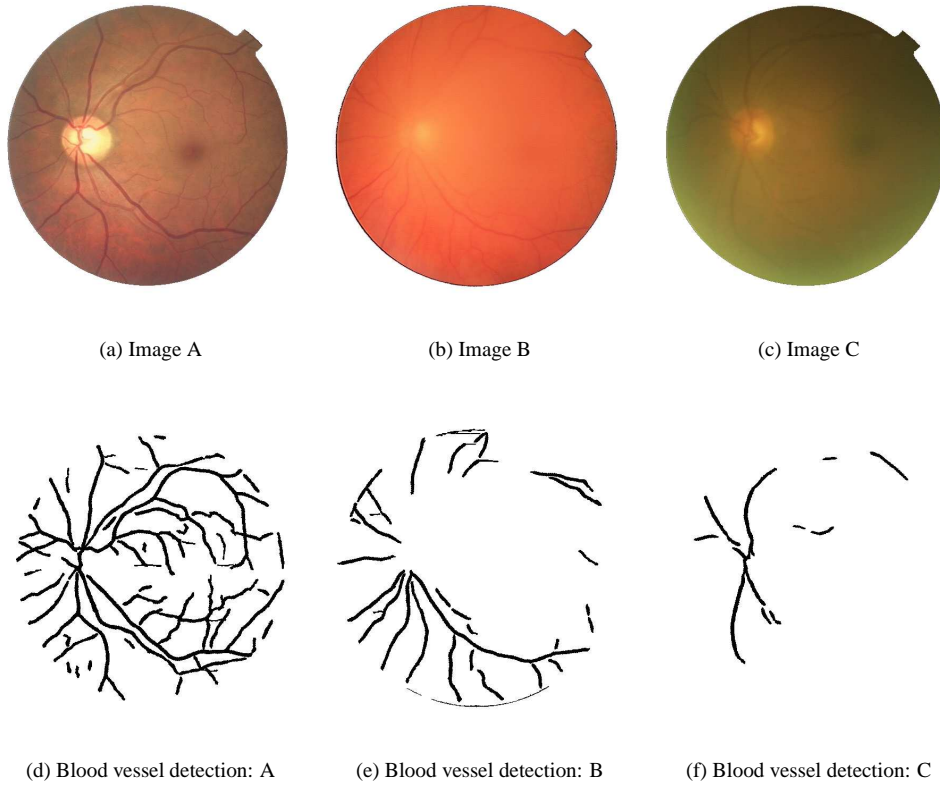 (a) Image A
(b) Image B
(c) Image C
(d) Blood vessel detection: A
(e) Blood vessel detection: B
(f) Blood vessel detection: C